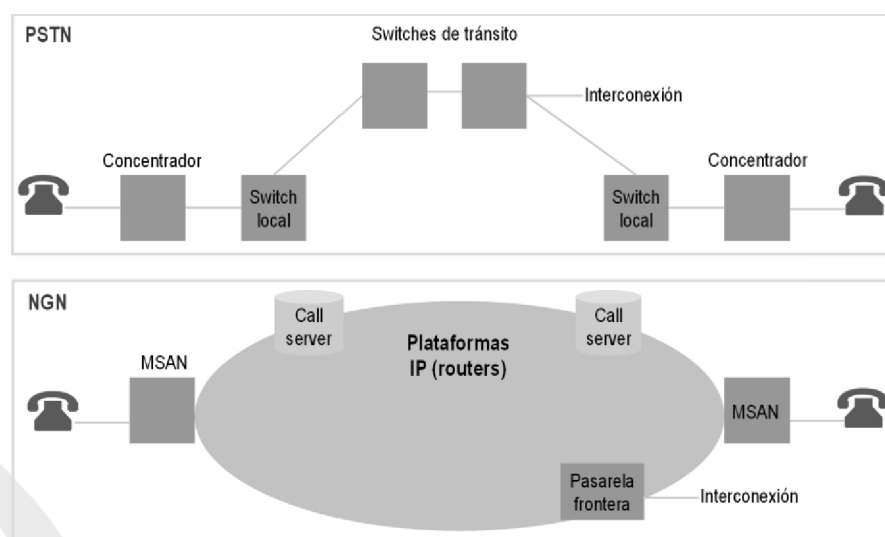 PSTN
Switches de tránsito
Interconexión
Concentrador
Concentrador
Switch
local
Switch
local
NGN
Call
server
Call
server
Plataformas
IP (routers)
MSAN
MSAN
Pasarela
frontera
Interconexión